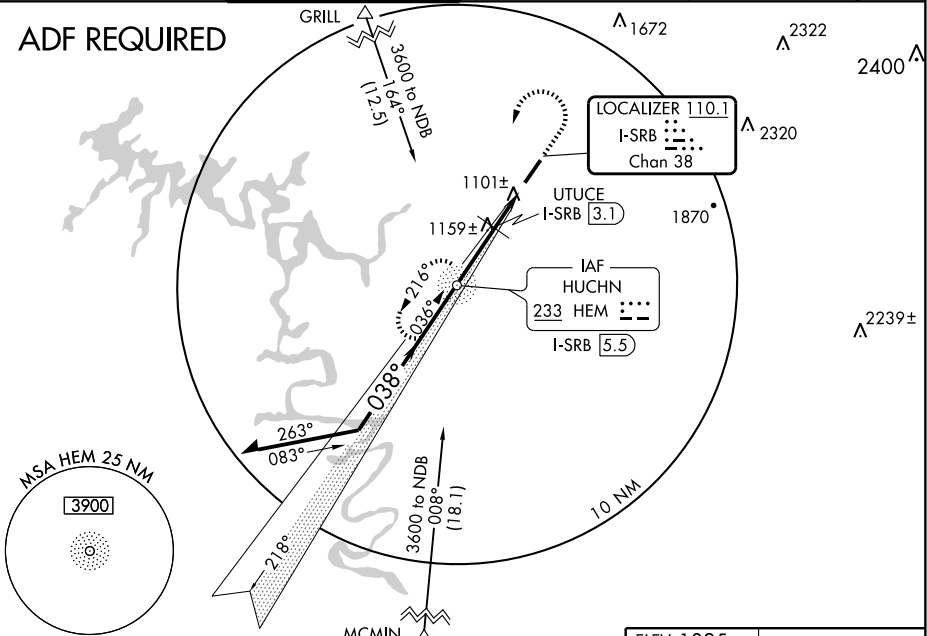 ADF REQUIRED
GRILL
3600 to NDB
164°
(12.5)
1672
2322
2400
LOCALIZER 110.1
I-SRB
Chan 38
2320
1101±
UTUCE
I-SRB 3.1
1159±
1870
IAF
HUCHN
233 HEM
I-SRB 5.5
216°
036°
2239±
038°
263°
083°
3600 to NDB
008°
(18.1)
10 NM
MSA HEM 25 NM
3900
218°
MCMIN